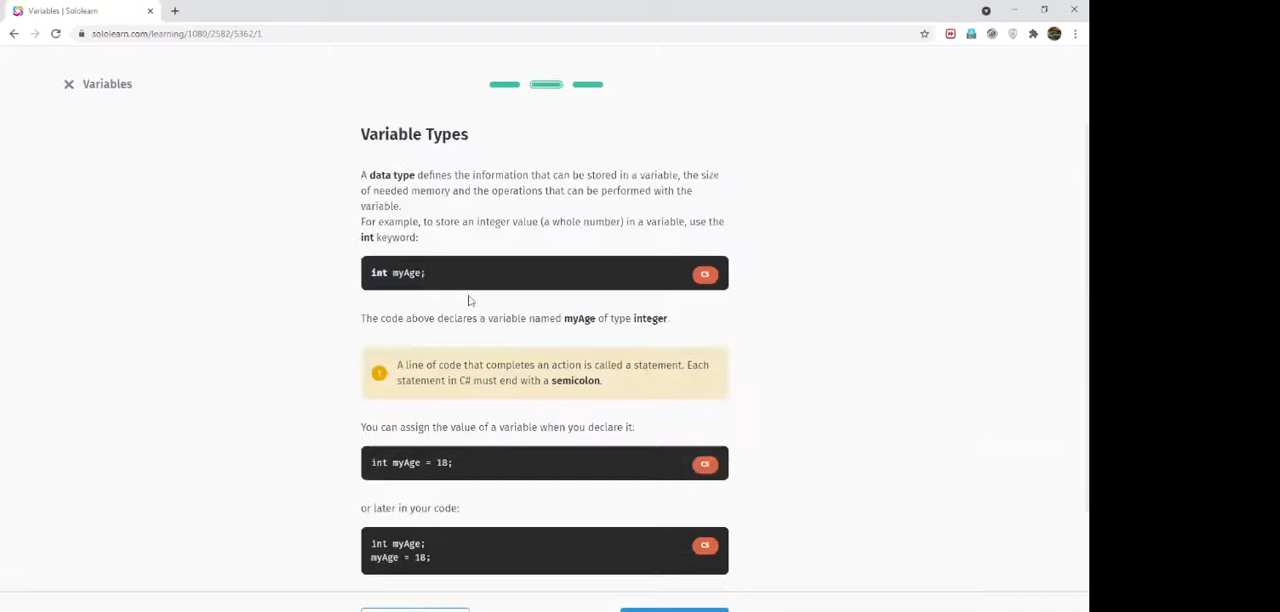 Variables | Sololearn
sololearn.com/learning/1080/2582/5362/1
Variables
Variable Types
A data type defines the information that can be stored in a variable, the size
of needed memory and the operations that can be performed with the
variable.
For example, to store an integer value (a whole number) in a variable, use the
int keyword:
int myAge;
CS
The code above declares a variable named myAge of type integer.
A line of code that completes an action is called a statement. Each
statement in C# must end with a semicolon.
You can assign the value of a variable when you declare it:
int myAge = 18;
CS
or later in your code:
int myAge;
myAge = 18;
CS